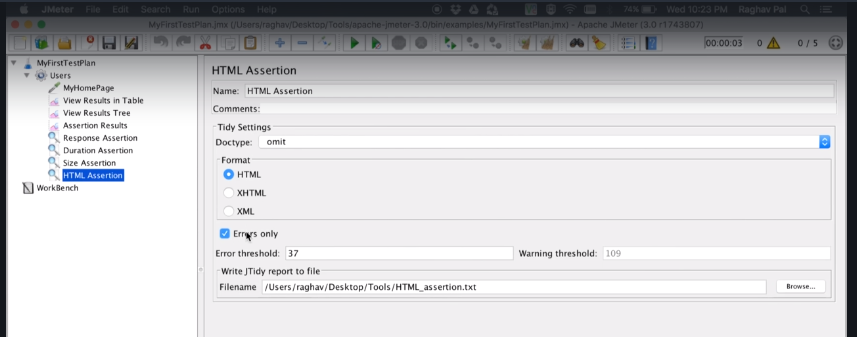 JMeter File Edit Search Run Options Help 74% Wed 10:23 PM Raghav Pal
MyFirstTestPlan.jmx (/Users/raghav/Desktop/Tools/apache-jmeter-3.0/bin/examples/MyFirstTestPlan.jmx) - Apache JMeter (3.0 r1743807)
00:00:03 0 0 / 5
MyFirstTestPlan
Users
MyHomePage
View Results in Table
View Results Tree
Assertion Results
Response Assertion
Duration Assertion
Size Assertion
HTML Assertion
WorkBench
HTML Assertion
Name: HTML Assertion
Comments:
Tidy Settings
Doctype: omit
Format
HTML
XHTML
XML
Errors only
Error threshold: 37 Warning threshold: 109
Write JTidy report to file
Filename /Users/raghav/Desktop/Tools/HTML_assertion.txt Browse...